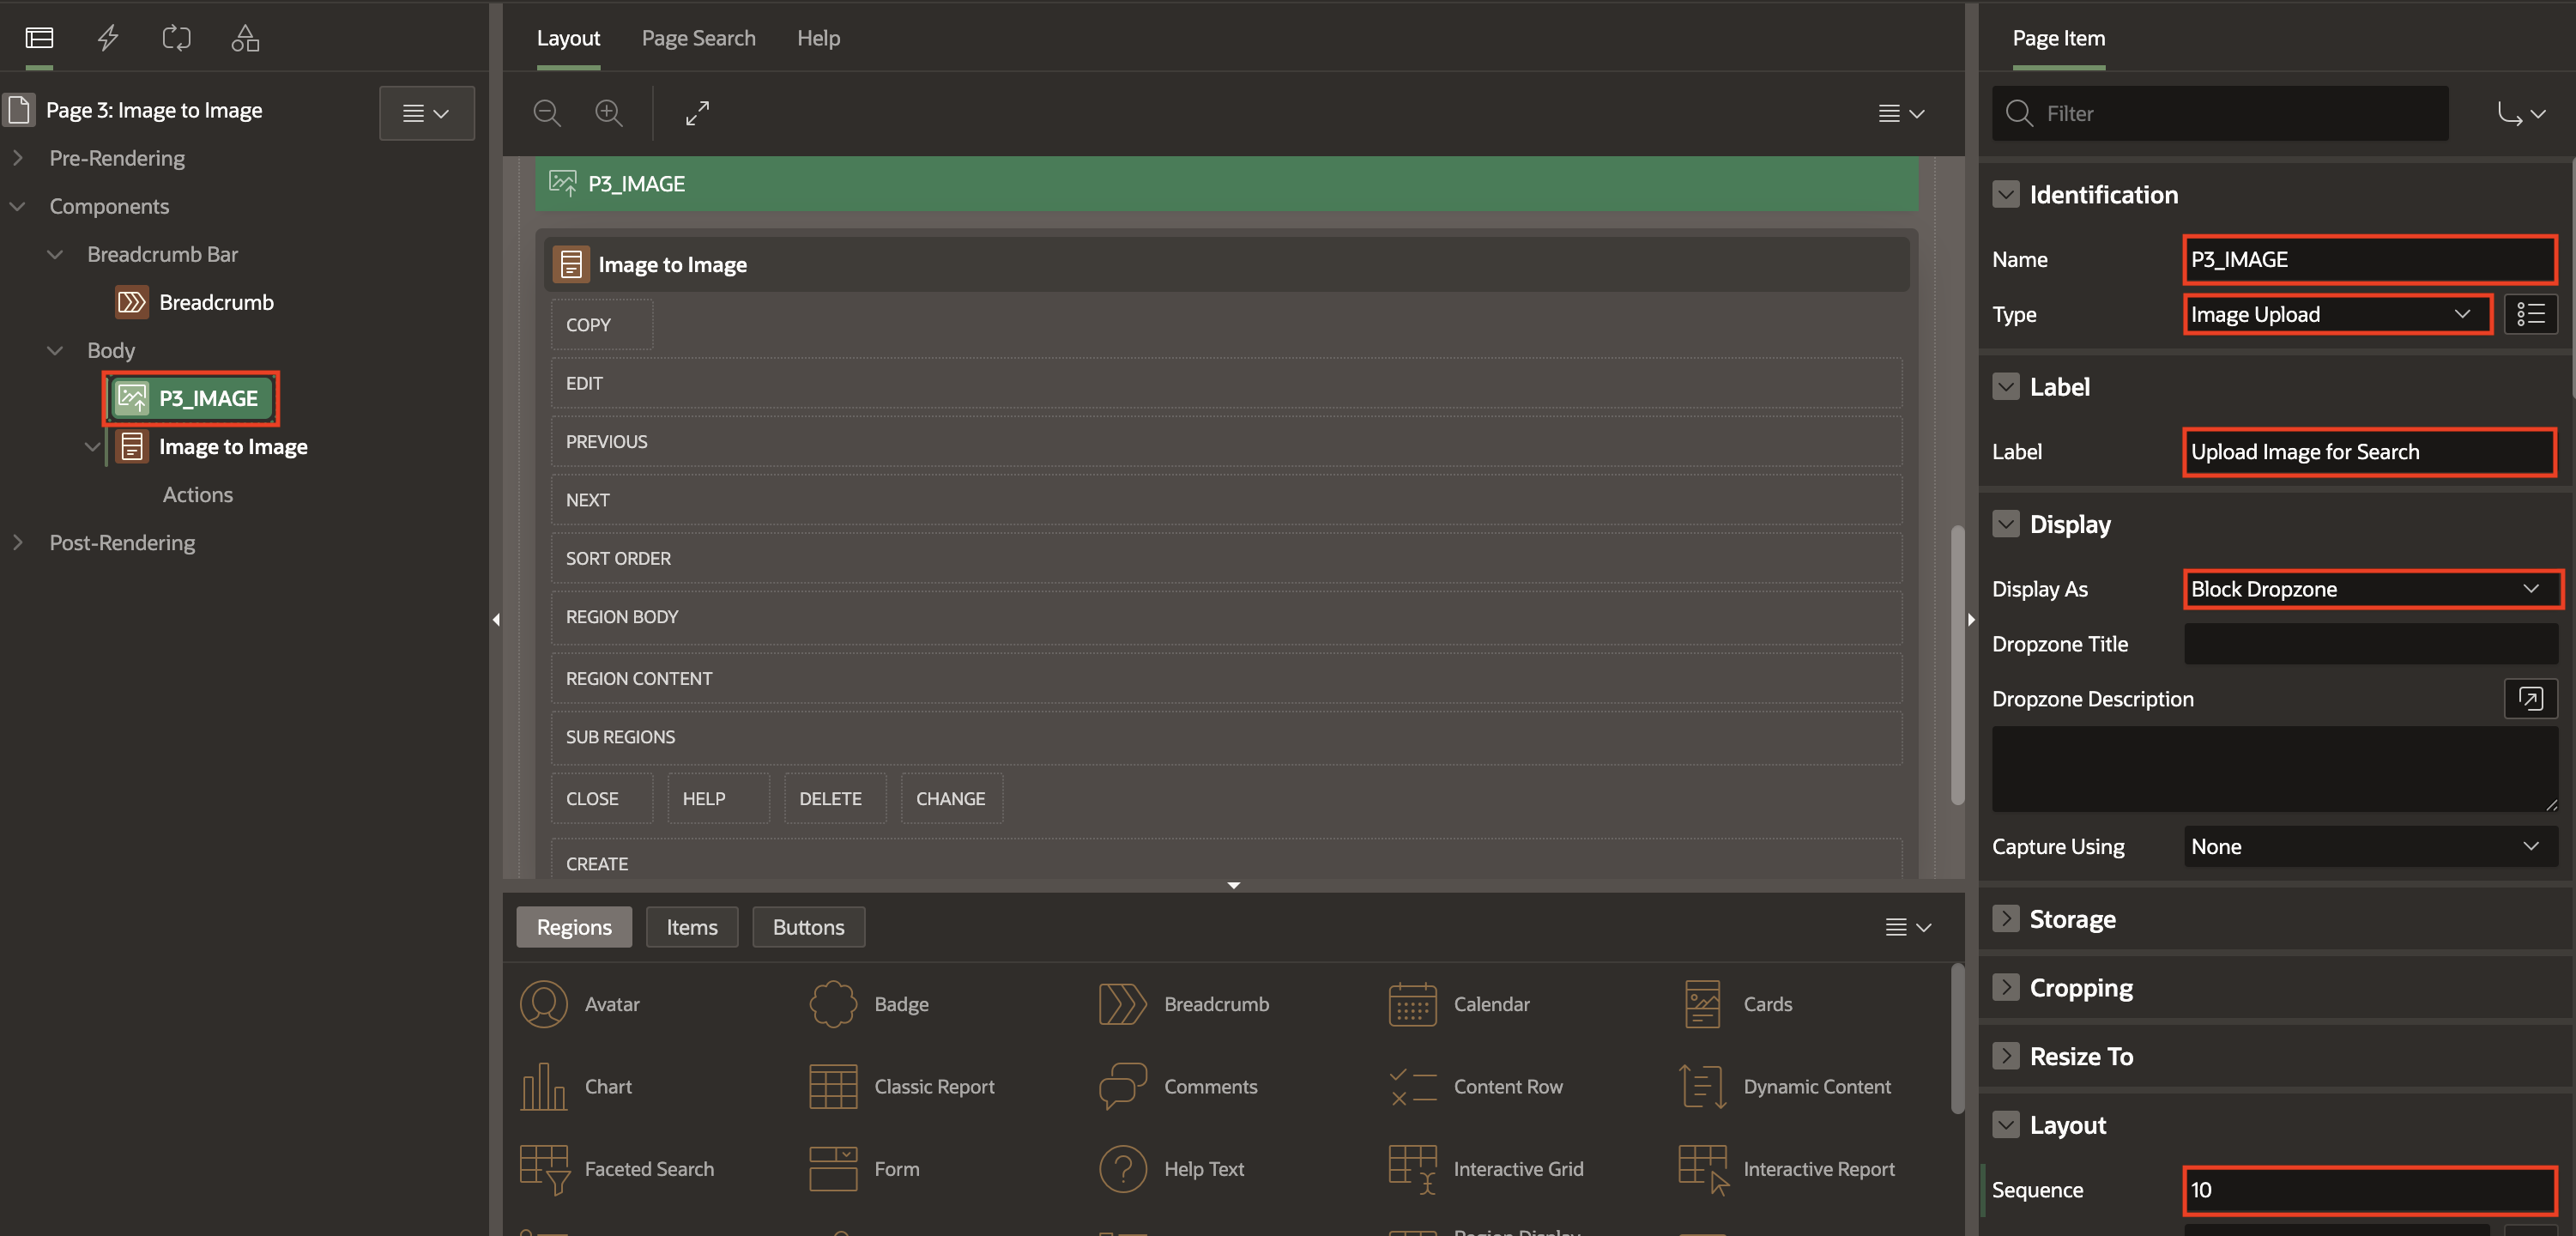 Page 3: Image to Image
Pre-Rendering
Components
Breadcrumb Bar
Breadcrumb
Body
P3_IMAGE
Image to Image
Actions
Post-Rendering
Layout
Page Search
Help
P3_IMAGE
Image to Image
COPY
EDIT
PREVIOUS
NEXT
SORT ORDER
REGION BODY
REGION CONTENT
SUB REGIONS
CLOSE
HELP
DELETE
CHANGE
CREATE
Regions
Items
Buttons
Avatar
Badge
Breadcrumb
Calendar
Cards
Chart
Classic Report
Comments
Content Row
Dynamic Content
Faceted Search
Form
Help Text
Interactive Grid
Interactive Report
Region Display
Page Item
Filter
Identification
Name
P3_IMAGE
Type
Image Upload
Label
Label
Upload Image for Search
Display
Display As
Block Dropzone
Dropzone Title
Dropzone Description
Capture Using
None
Storage
Cropping
Resize To
Layout
Sequence
10